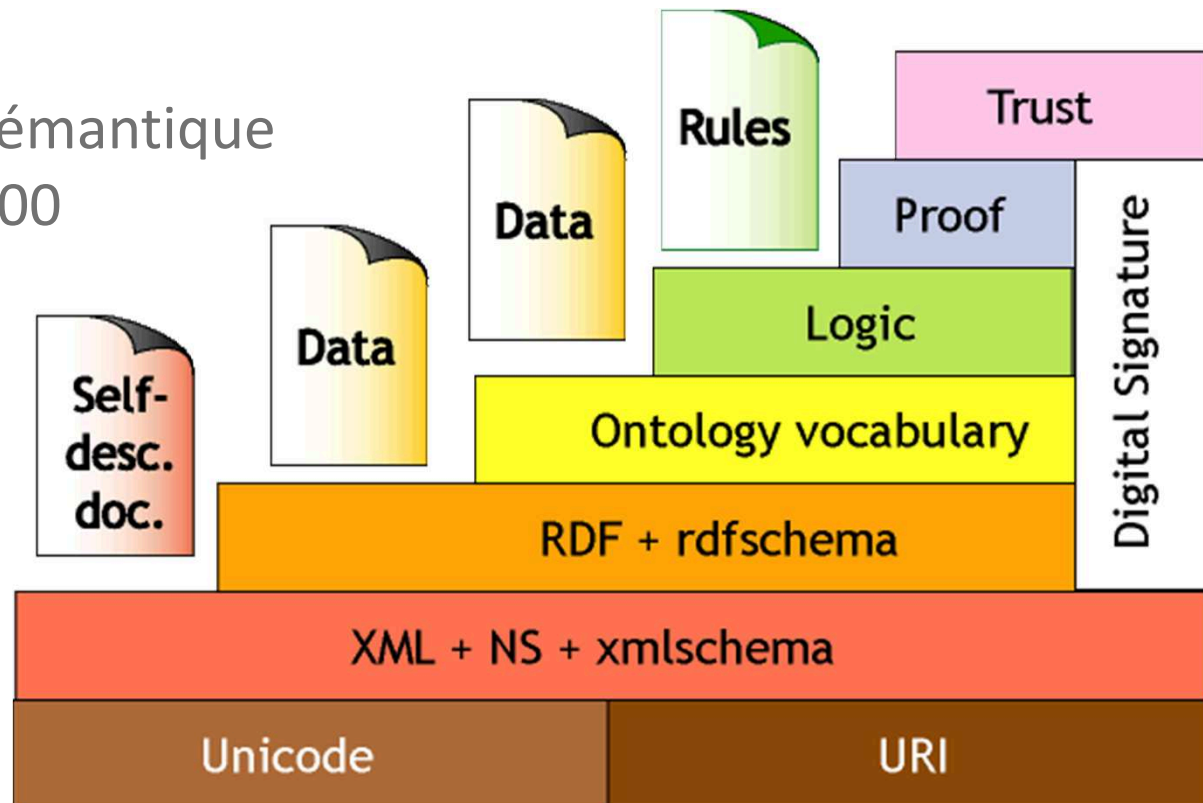 émantique
00
Rules
Trust
Data
Proof
Data
Logic
Self-
desc.
doc.
Ontology vocabulary
Digital Signature
RDF + rdfschema
XML + NS + xmlschema
Unicode
URI